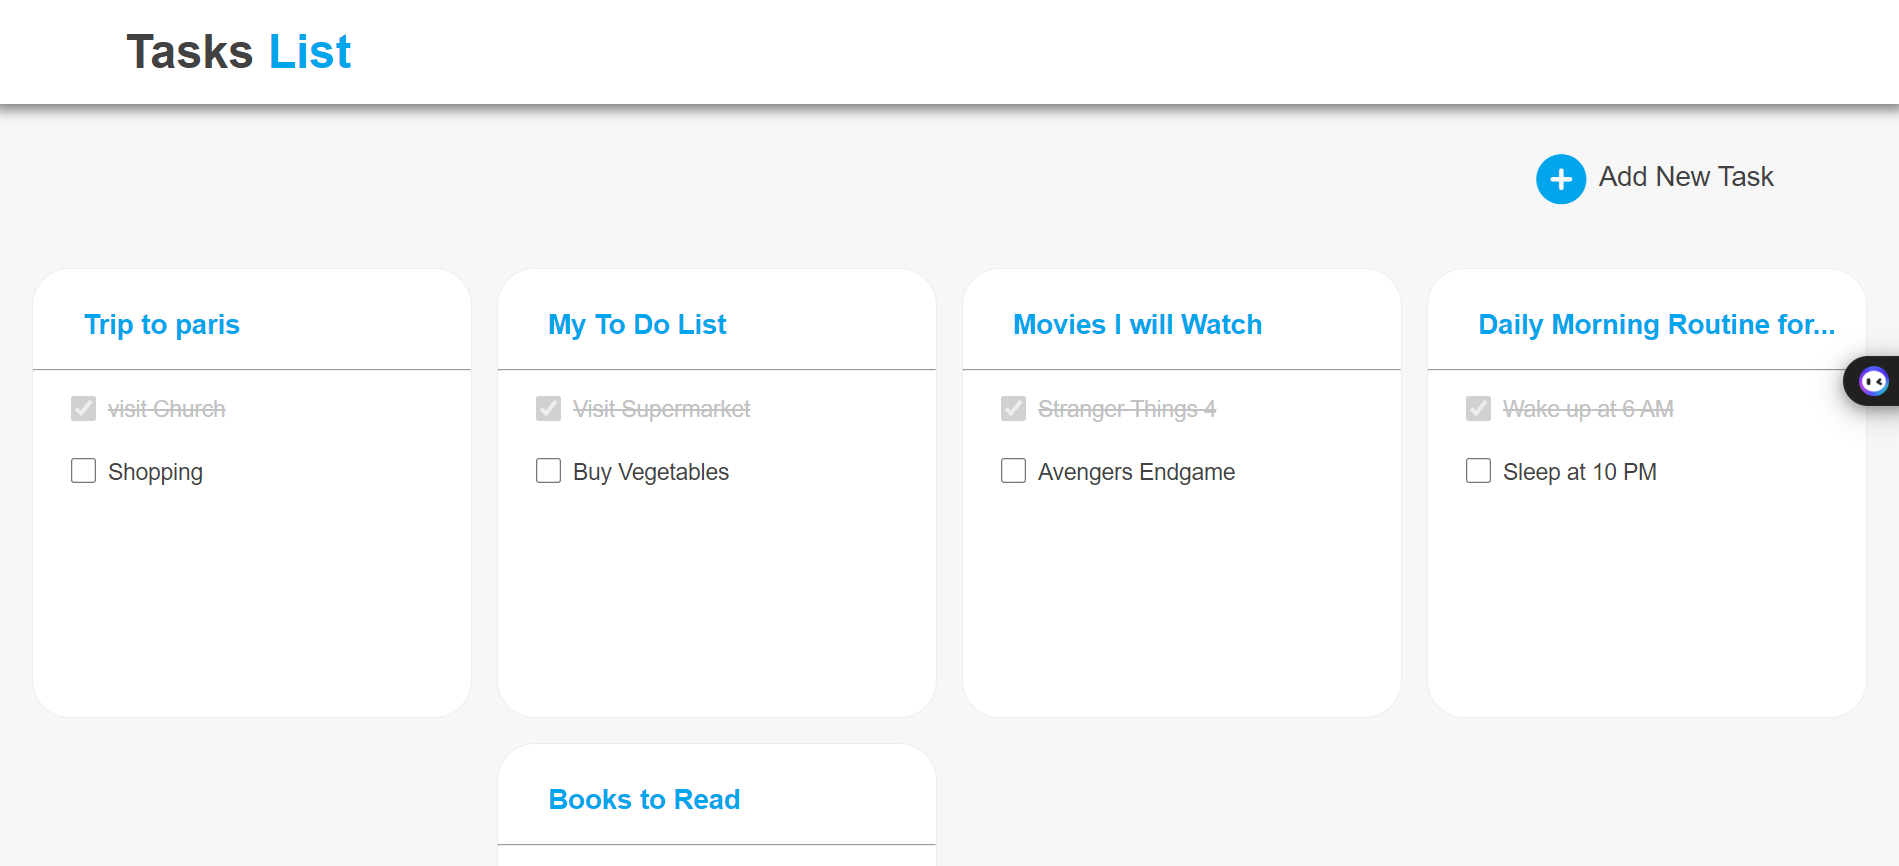 Tasks List
Add New Task
Trip to paris
visit Church
Shopping
My To Do List
Visit Supermarket
Buy Vegetables
Movies I will Watch
Stranger Things 4
Avengers Endgame
Daily Morning Routine for...
Wake up at 6 AM
Sleep at 10 PM
Books to Read